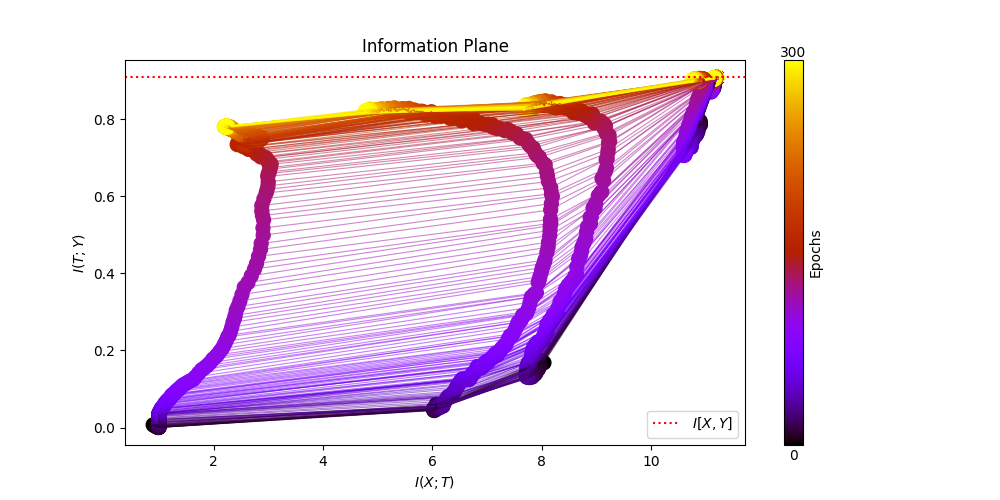 Information Plane
300
0.8
0.6
0.4
0.2
0.0
I(T; Y)
2
4
6
8
10
I(X; T)
I[X, Y]
Epochs
0